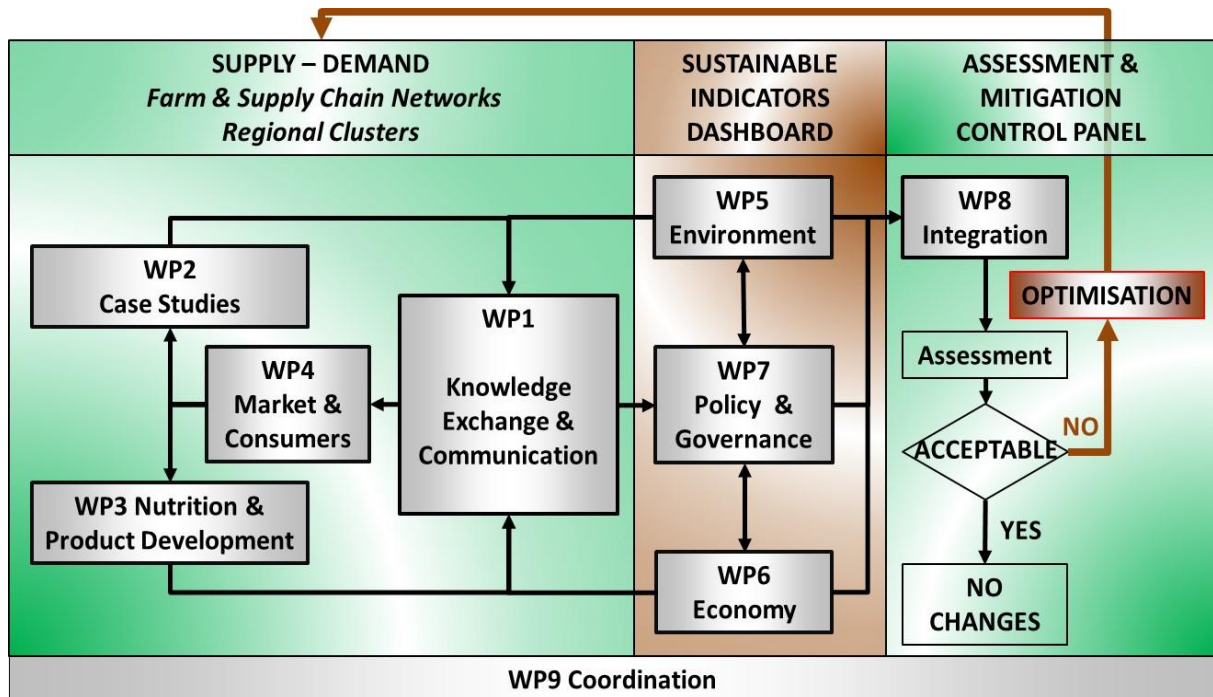 SUPPLY – DEMAND
Farm & Supply Chain Networks
Regional Clusters
SUSTAINABLE
INDICATORS
DASHBOARD
ASSESSMENT &
MITIGATION
CONTROL PANEL
WP2
Case Studies
WP4
Market &
Consumers
WP3 Nutrition &
Product Development
WP1
Knowledge
Exchange &
Communication
WP5
Environment
WP7
Policy &
Governance
WP6
Economy
WP8
Integration
OPTIMISATION
Assessment
ACCEPTABLE
NO
YES
NO
CHANGES
WP9 Coordination